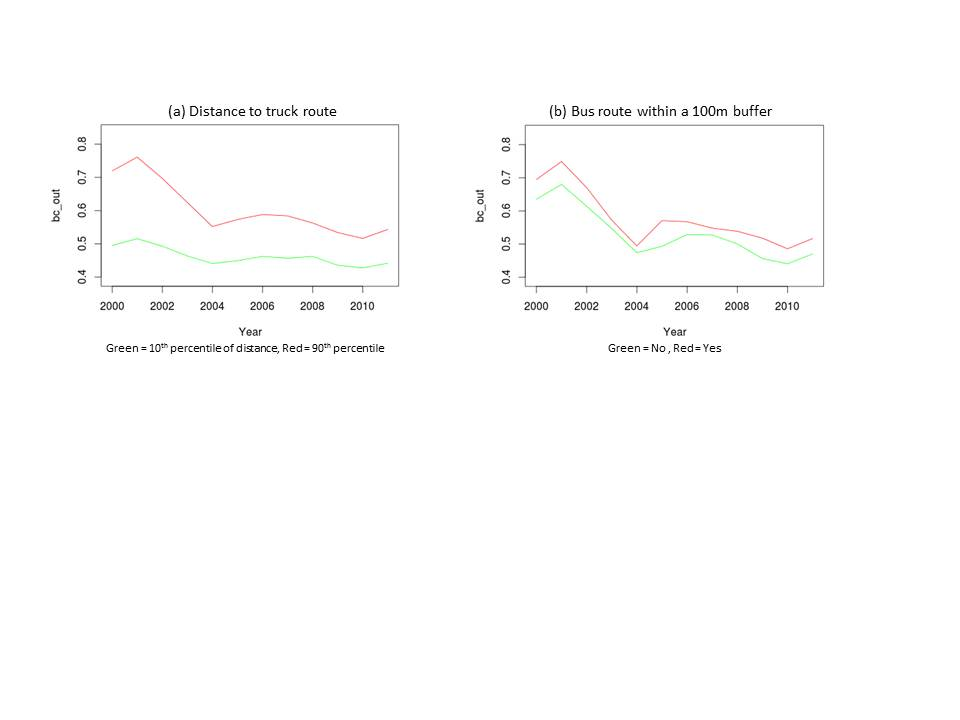 (a) Distance to truck route
bc_out
0.8
0.7
0.6
0.5
0.4
2000 2002 2004 2006 2008 2010
Year
Green = 10th percentile of distance, Red = 90th percentile
(b) Bus route within a 100m buffer
bc_out
0.8
0.7
0.6
0.5
0.4
2000 2002 2004 2006 2008 2010
Year
Green = No , Red = Yes